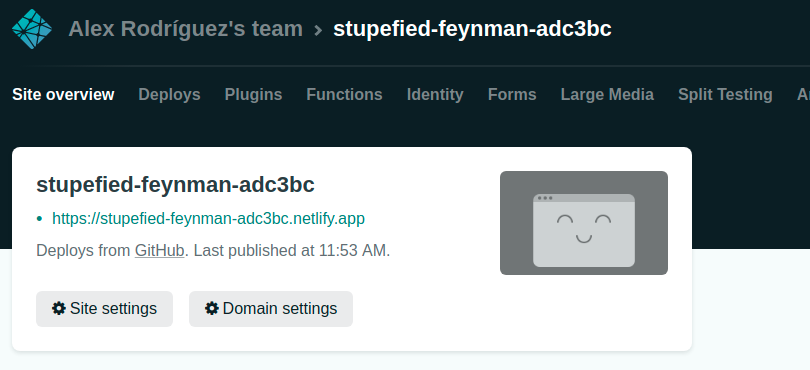 Alex Rodríguez's team > stupefied-feynman-adc3bc
Site overview Deploys Plugins Functions Identity Forms Large Media Split Testing
stupefied-feynman-adc3bc
• https://stupefied-feynman-adc3bc.netlify.app
Deploys from GitHub. Last published at 11:53 AM.
Site settings Domain settings